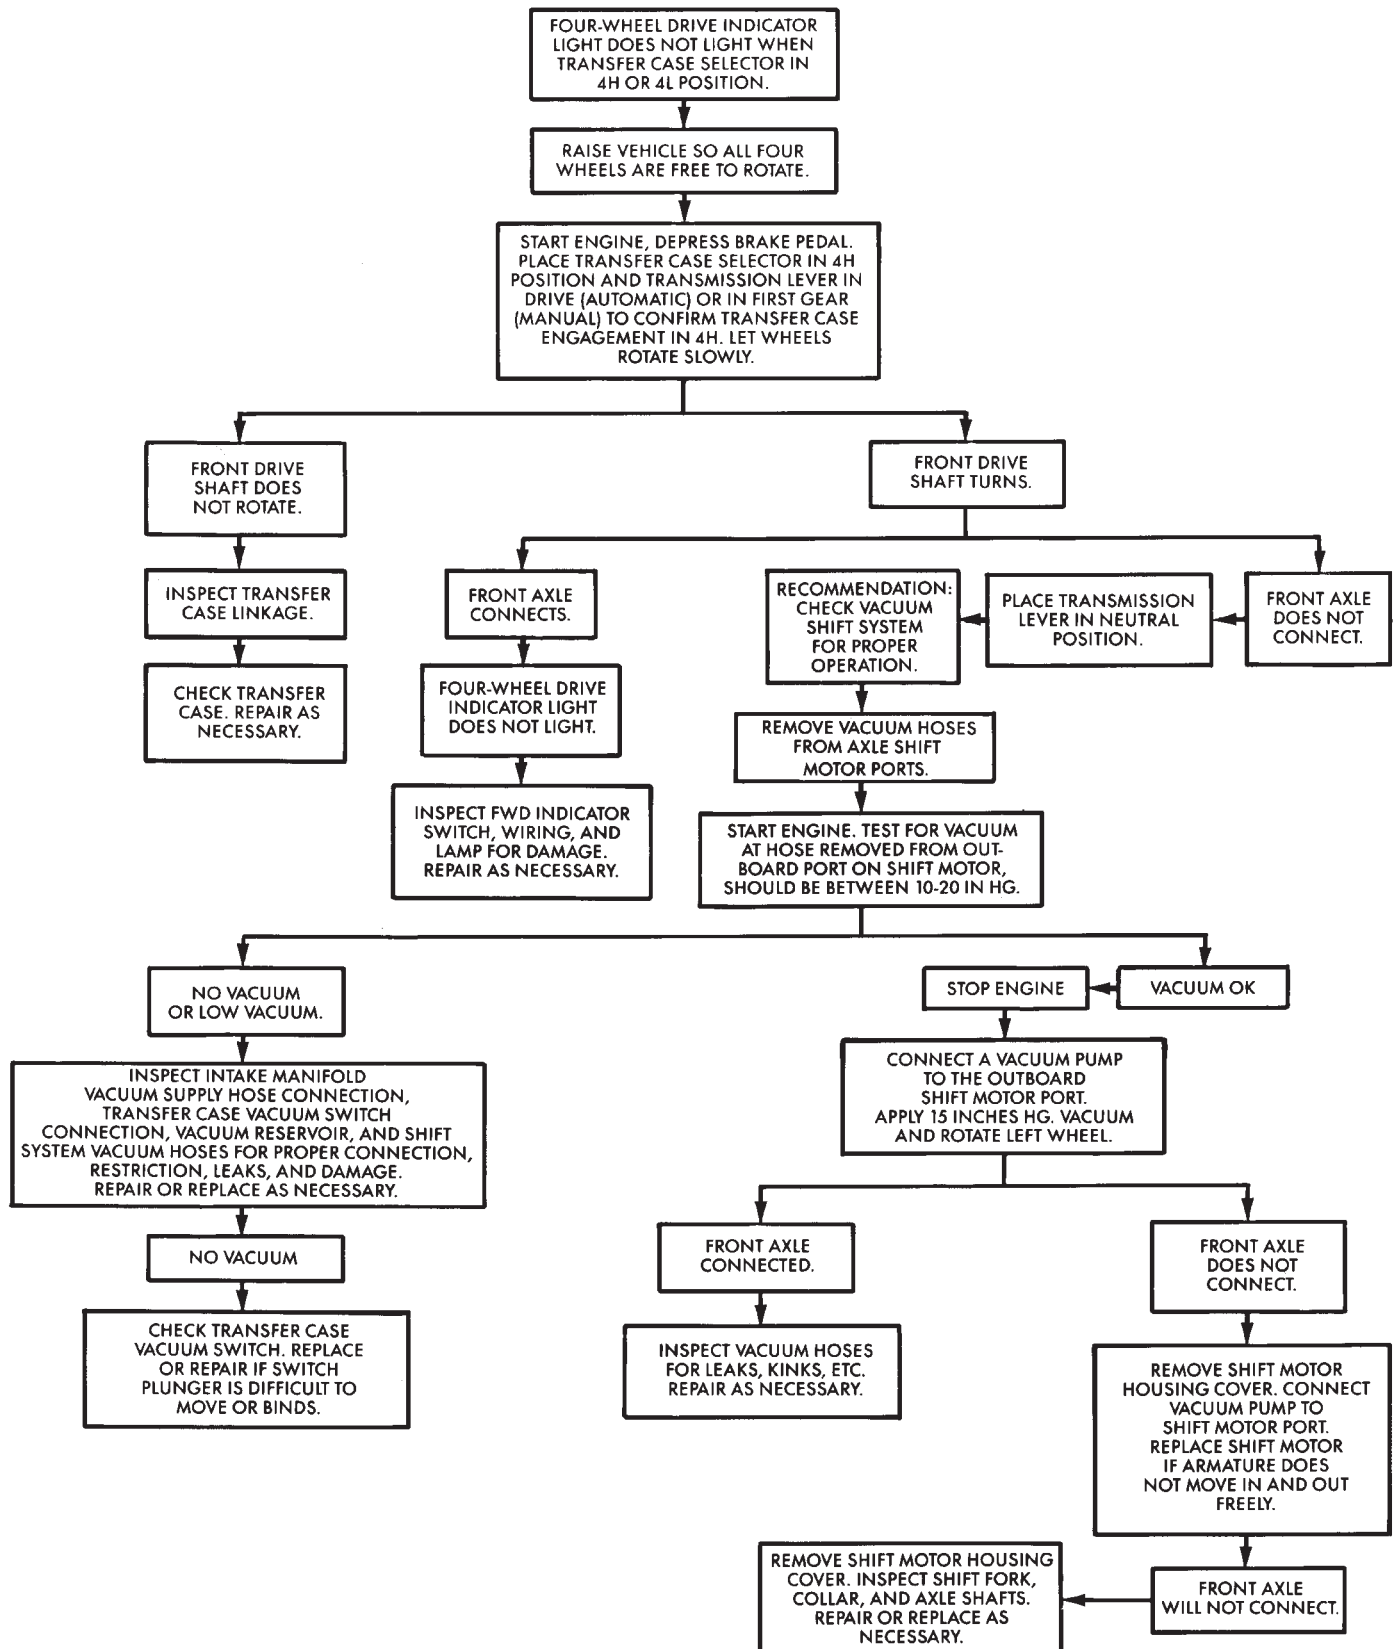 FOUR-WHEEL DRIVE INDICATOR
LIGHT DOES NOT LIGHT WHEN
TRANSFER CASE SELECTOR IN
4H OR 4L POSITION.
RAISE VEHICLE SO ALL FOUR
WHEELS ARE FREE TO ROTATE.
START ENGINE, DEPRESS BRAKE PEDAL.
PLACE TRANSFER CASE SELECTOR IN 4H
POSITION AND TRANSMISSION LEVER IN
DRIVE (AUTOMATIC) OR IN FIRST GEAR
(MANUAL) TO CONFIRM TRANSFER CASE
ENGAGEMENT IN 4H. LET WHEELS
ROTATE SLOWLY.
FRONT DRIVE
SHAFT DOES
NOT ROTATE.
INSPECT TRANSFER
CASE LINKAGE.
CHECK TRANSFER
CASE. REPAIR AS
NECESSARY.
FRONT DRIVE
SHAFT TURNS.
FRONT AXLE
CONNECTS.
FOUR-WHEEL DRIVE
INDICATOR LIGHT
DOES NOT LIGHT.
INSPECT FWD INDICATOR
SWITCH, WIRING, AND
LAMP FOR DAMAGE.
REPAIR AS NECESSARY.
FRONT AXLE
DOES NOT
CONNECT.
PLACE TRANSMISSION
LEVER IN NEUTRAL
POSITION.
RECOMMENDATION:
CHECK VACUUM
SHIFT SYSTEM
FOR PROPER
OPERATION.
REMOVE VACUUM HOSES
FROM AXLE SHIFT
MOTOR PORTS.
START ENGINE. TEST FOR VACUUM
AT HOSE REMOVED FROM OUT-
BOARD PORT ON SHIFT MOTOR,
SHOULD BE BETWEEN 10-20 IN HG.
NO VACUUM
OR LOW VACUUM.
INSPECT INTAKE MANIFOLD
VACUUM SUPPLY HOSE CONNECTION,
TRANSFER CASE VACUUM SWITCH
CONNECTION, VACUUM RESERVOIR, AND SHIFT
SYSTEM VACUUM HOSES FOR PROPER CONNECTION,
RESTRICTION, LEAKS, AND DAMAGE.
REPAIR OR REPLACE AS NECESSARY.
NO VACUUM
CHECK TRANSFER CASE
VACUUM SWITCH. REPLACE
OR REPAIR IF SWITCH
PLUNGER IS DIFFICULT TO
MOVE OR BINDS.
VACUUM OK
STOP ENGINE
CONNECT A VACUUM PUMP
TO THE OUTBOARD
SHIFT MOTOR PORT.
APPLY 15 INCHES HG. VACUUM
AND ROTATE LEFT WHEEL.
FRONT AXLE
CONNECTED.
INSPECT VACUUM HOSES
FOR LEAKS, KINKS, ETC.
REPAIR AS NECESSARY.
FRONT AXLE
DOES NOT
CONNECT.
REMOVE SHIFT MOTOR
HOUSING COVER. CONNECT
VACUUM PUMP TO
SHIFT MOTOR PORT.
REPLACE SHIFT MOTOR
IF ARMATURE DOES
NOT MOVE IN AND OUT
FREELY.
FRONT AXLE
WILL NOT CONNECT.
REMOVE SHIFT MOTOR HOUSING
COVER. INSPECT SHIFT FORK,
COLLAR, AND AXLE SHAFTS.
REPAIR OR REPLACE AS
NECESSARY.